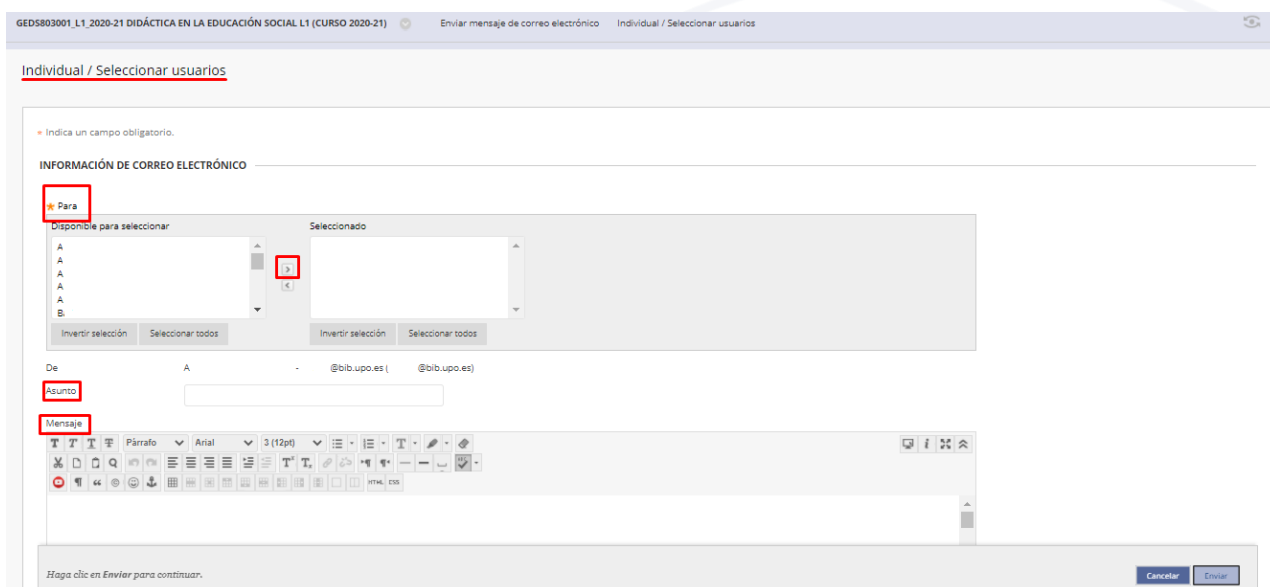 GEDS803001_L1_2020-21 DIDÁCTICA EN LA EDUCACIÓN SOCIAL L1 (CURSO 2020-21) Enviar mensaje de correo electrónico Individual / Seleccionar usuarios
Individual / Seleccionar usuarios
* Indica un campo obligatorio.
INFORMACIÓN DE CORREO ELECTRÓNICO
* Para
Disponible para seleccionar Seleccionado
A
A
A
A
A
B
Invertir selección Seleccionar todos Invertir selección Seleccionar todos
De A - @bib.upo.es ( @bib.upo.es)
Asunto
Mensaje
T T T T Párrafo Arial 3 (12pt) T
HTML CSS
Haga clic en Enviar para continuar.
Cancelar Enviar